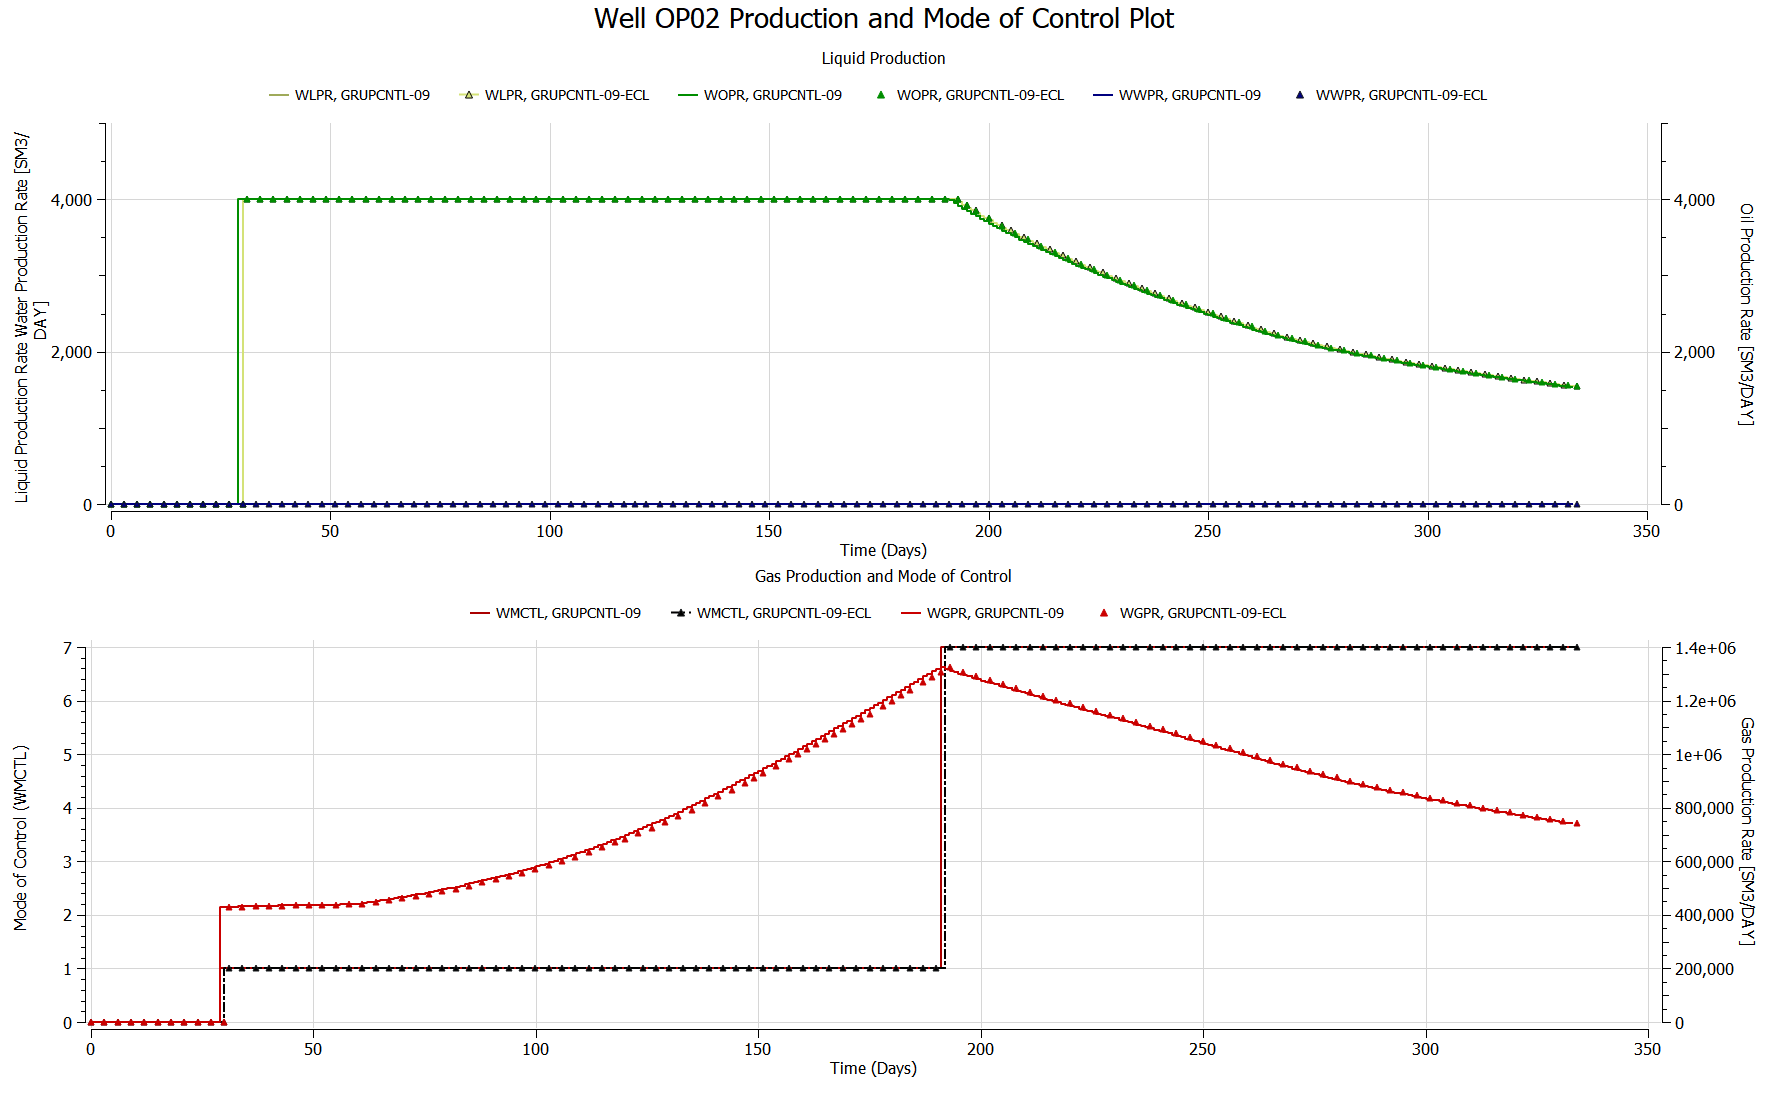 Well OP02 Production and Mode of Control Plot
Liquid Production
WLPR, GRUPCNTL-09 WLPR, GRUPCNTL-09-ECL WOPR, GRUPCNTL-09 WOPR, GRUPCNTL-09-ECL WWPR, GRUPCNTL-09 WWPR, GRUPCNTL-09-ECL
Liquid Production Rate Water Production Rate [SM3/
DAY]
4,000
2,000
0
4,000
2,000
0
Oil Production Rate [SM3/DAY]
0 50 100 150 200 250 300 350
Time (Days)
Gas Production and Mode of Control
WMCTL, GRUPCNTL-09 WMCTL, GRUPCNTL-09-ECL WGPR, GRUPCNTL-09 WGPR, GRUPCNTL-09-ECL
Mode of Control (WMCTL)
7
6
5
4
3
2
1
0
1.4e+06
1.2e+06
1e+06
800,000
600,000
400,000
200,000
0
Gas Production Rate [SM3/DAY]
0 50 100 150 200 250 300 350
Time (Days)